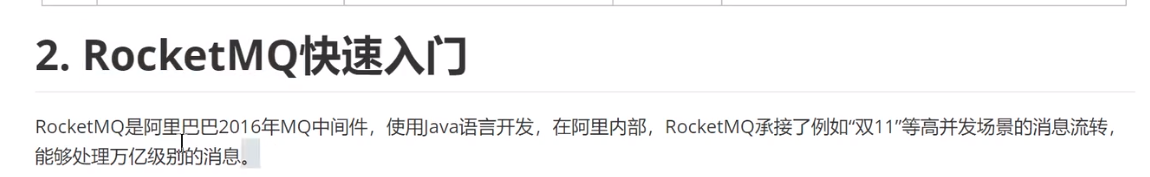 2. RocketMQ快速入门
RocketMQ是阿里巴巴2016年MQ中间件，使用Java语言开发，在阿里内部，RocketMQ承接了例如“双11”等高并发场景的消息流转，
能够处理万亿级别的消息。